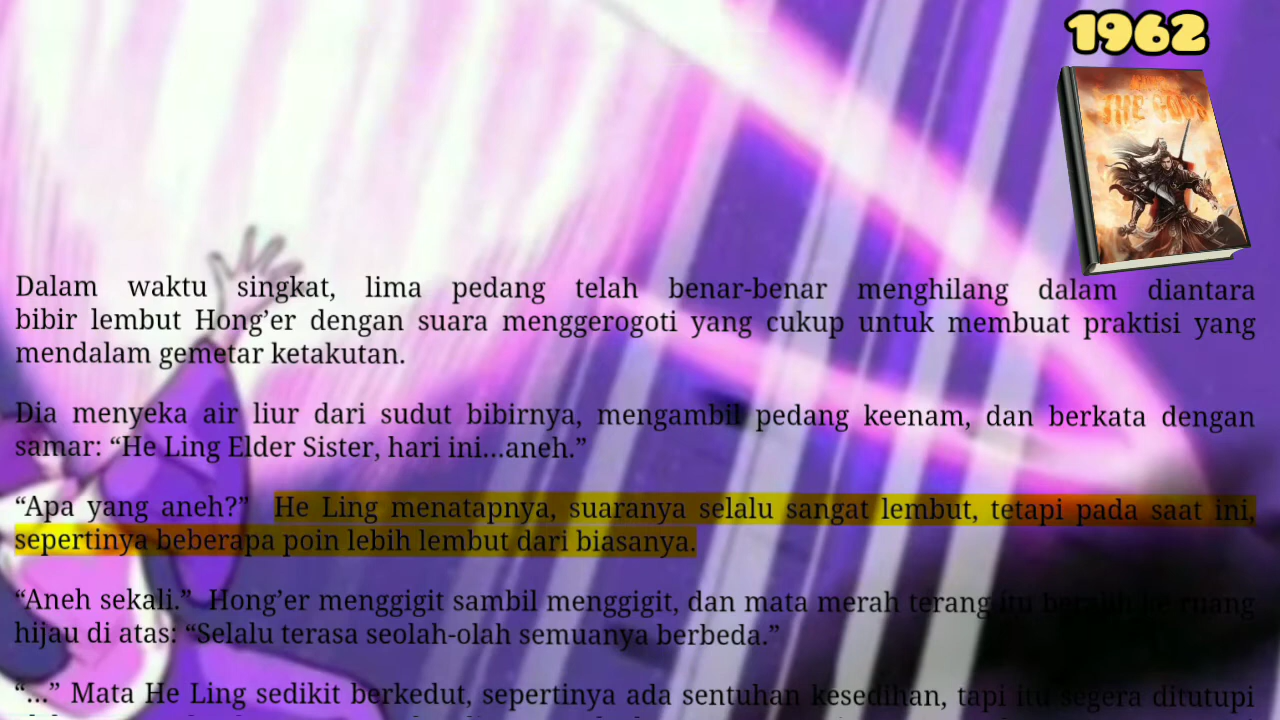 1962
THE GODS
Dalam waktu singkat, lima pedang telah benar-benar menghilang dalam diantara
bibir lembut Hong’er dengan suara menggerogoti yang cukup untuk membuat praktisi yang
mendalam gemetar ketakutan.
Dia menyeka air liur dari sudut bibirnya, mengambil pedang keenam, dan berkata dengan
samar: “He Ling Elder Sister, hari ini...aneh.”
“Apa yang aneh?” He Ling menatapnya, suaranya selalu sangat lembut, tetapi pada saat ini,
sepertinya beberapa poin lebih lembut dari biasanya.
“Aneh sekali.” Hong’er menggigit sambil menggigit, dan mata merah terang itu beralih ke ruang
hijau di atas: “Selalu terasa seolah-olah semuanya berbeda.”
“...” Mata He Ling sedikit berkedut, sepertinya ada sentuhan kesedihan, tapi itu segera ditutupi